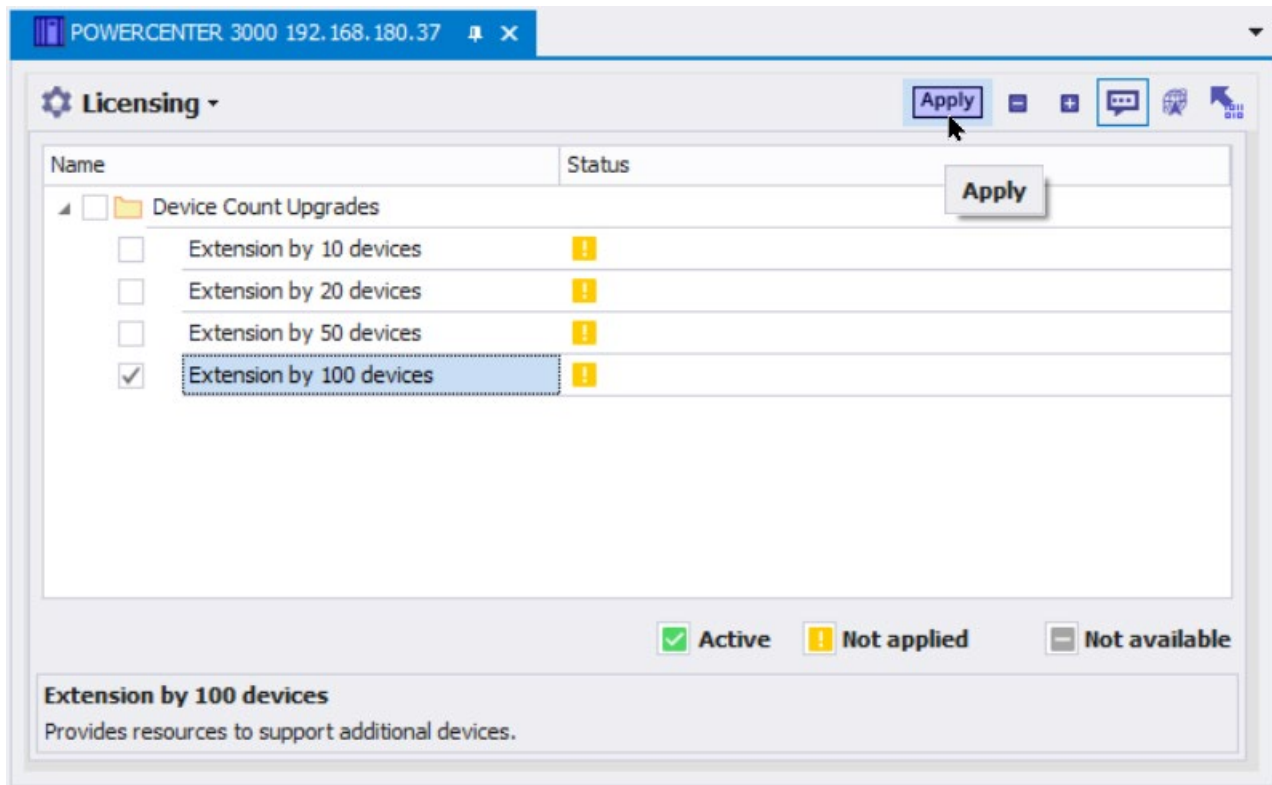 POWERCENTER 3000 192.168.180.37
Licensing
Apply
Name Status
Apply
Device Count Upgrades
Extension by 10 devices
Extension by 20 devices
Extension by 50 devices
Extension by 100 devices
Active Not applied Not available
Extension by 100 devices
Provides resources to support additional devices.